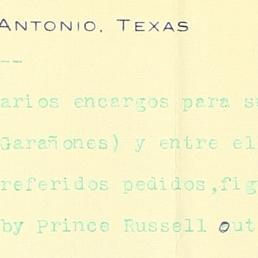 ANTONIO, TEXAS
--
arios encargos para s
Garañones) y entre el
referidos pedidos, fig
by Prince Russell out